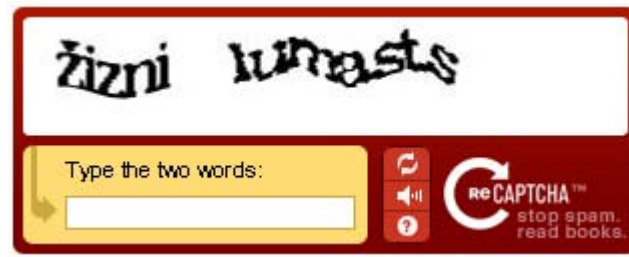 žizni lumasts
Type the two words:
ReCAPTCHA™
stop spam.
read books.